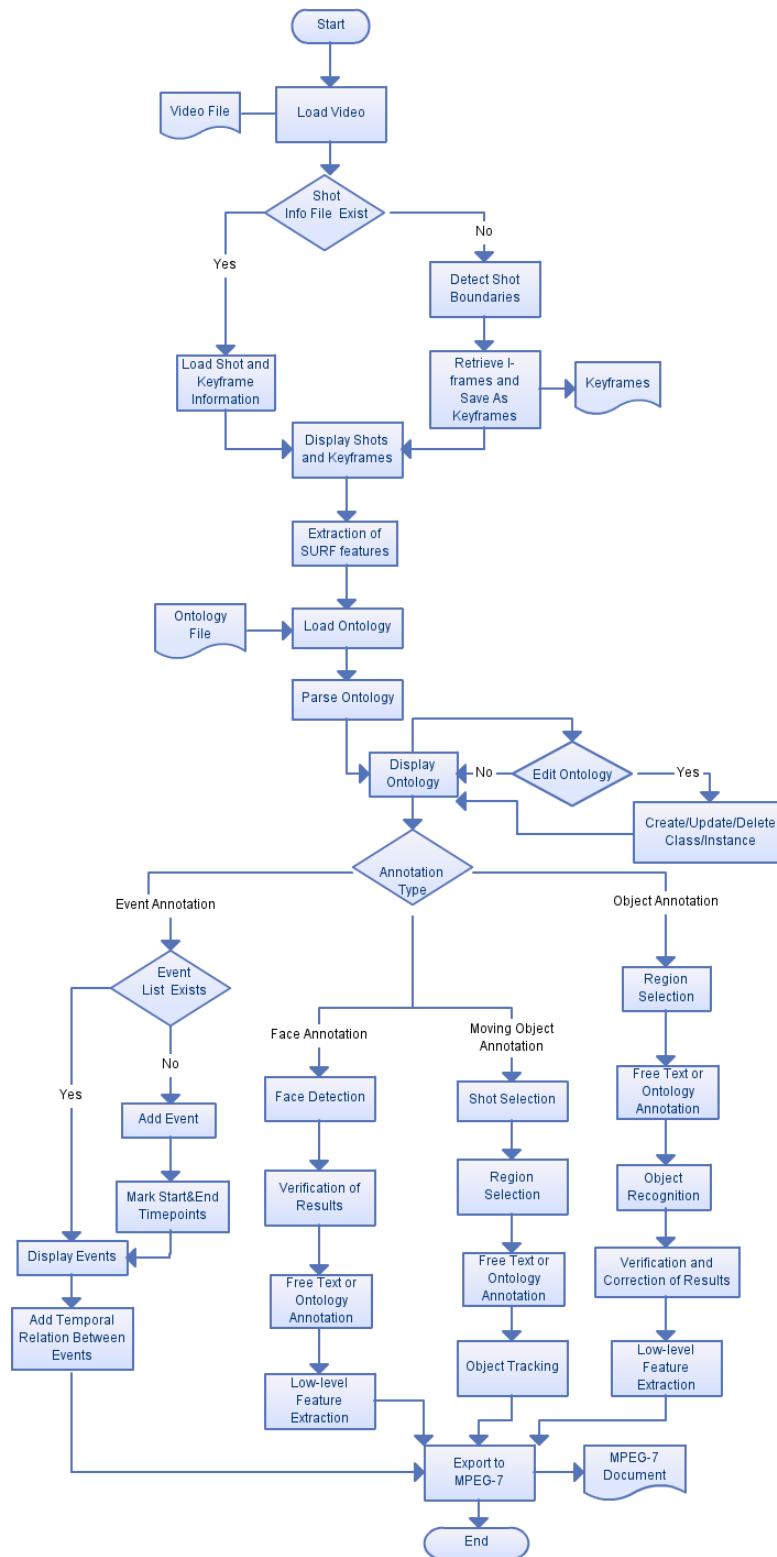 Start
Video File
Load Video
Shot
Info File Exist
No
Yes
Detect Shot
Boundaries
Load Shot and
Keyframe
Information
Retrieve I-
frames and
Save As
Keyframes
Keyframes
Display Shots
and Keyframes
Extraction of
SURF features
Ontology
File
Load Ontology
Parse Ontology
Display
Ontology
No
Edit Ontology
Yes
Create/Update/Delete
Class/Instance
Annotation
Type
Event Annotation
Object Annotation
Event
List Exists
Region
Selection
Face Annotation
Moving Object
Annotation
No
Yes
Add Event
Face Detection
Shot Selection
Free Text or
Ontology
Annotation
Mark Start&End
Timepoints
Verification of
Results
Region
Selection
Object
Recognition
Display Events
Free Text or
Ontology
Annotation
Free Text or
Ontology
Annotation
Verification and
Correction of Results
Add Temporal
Relation Between
Events
Low-level
Feature
Extraction
Object Tracking
Low-level
Feature
Extraction
Export to
MPEG-7
MPEG-7
Document
End